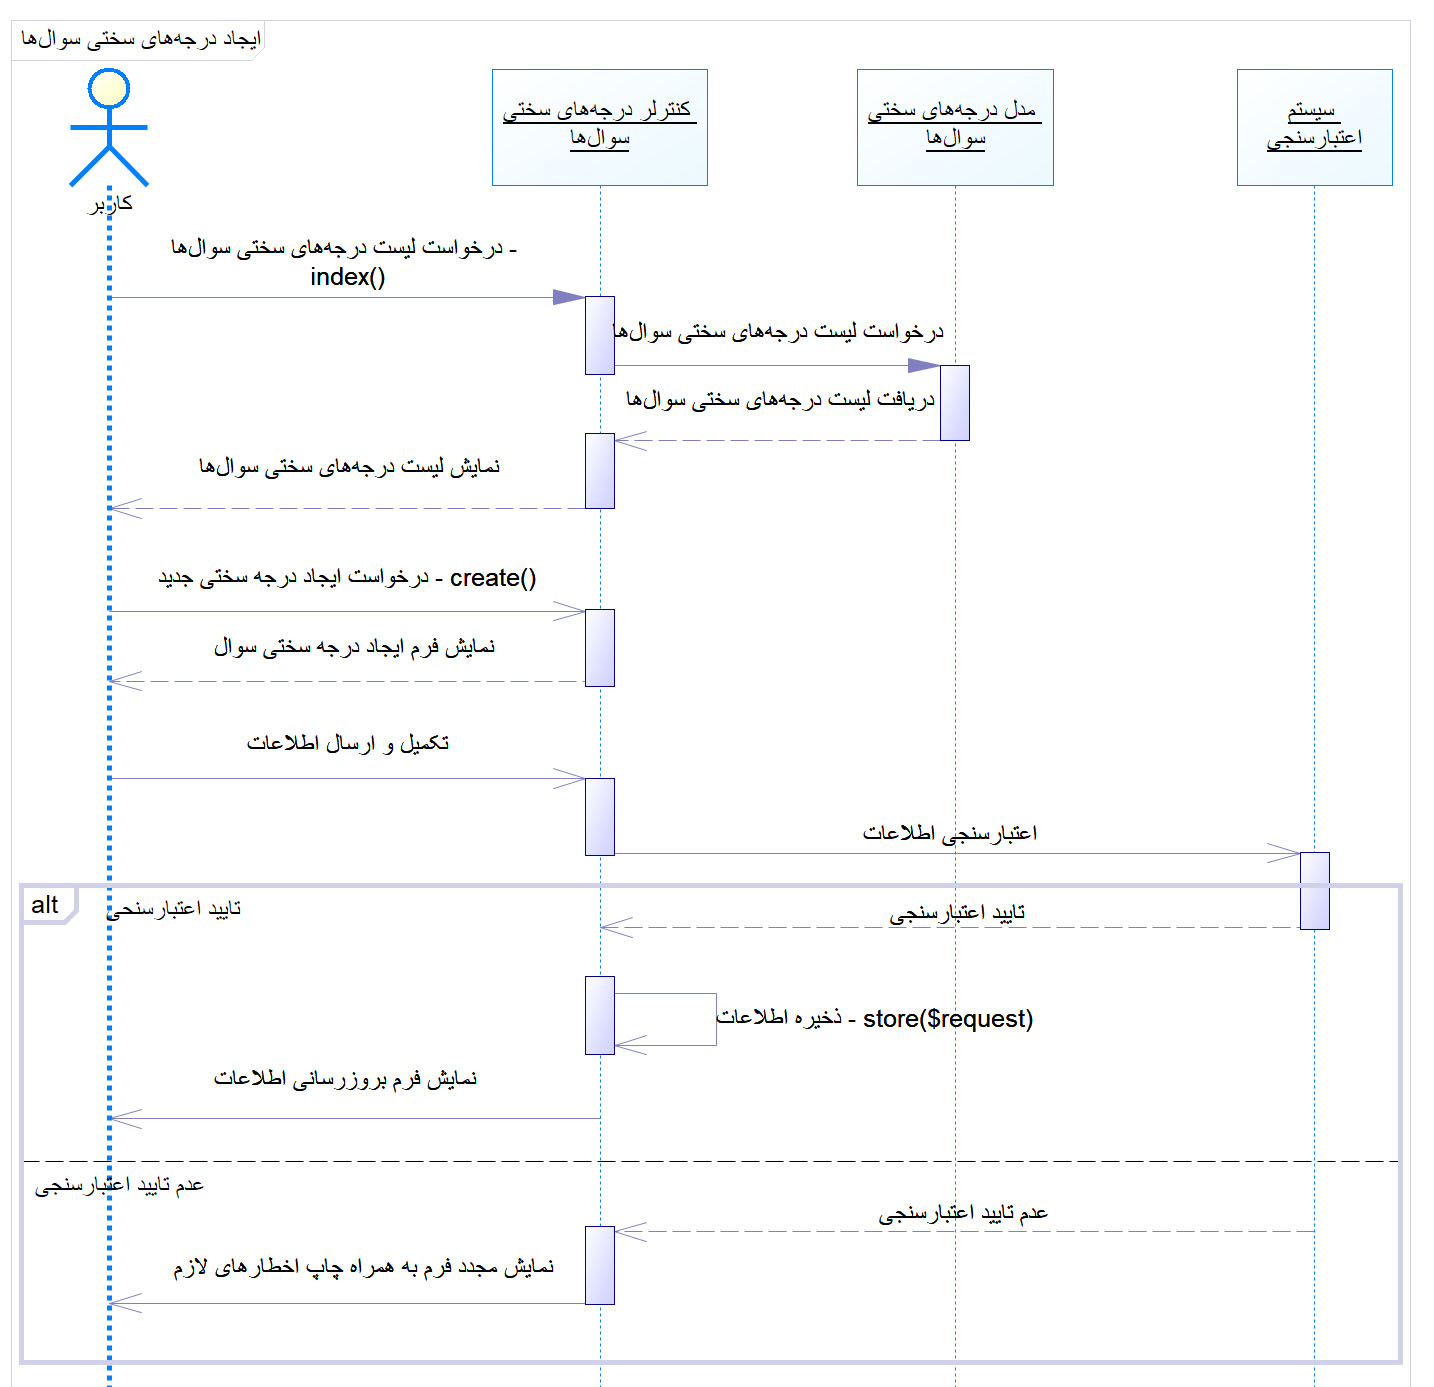 ایجاد درجه‌های سختی سوال‌ها
کاربر
کنترلر درجه‌های سختی
سوال‌ها
مدل درجه‌های سختی
سوال‌ها
سیستم
اعتبارسنجی
درخواست لیست درجه‌های سختی سوال‌ها -
index()
درخواست لیست درجه‌های سختی سوال‌ها
دریافت لیست درجه‌های سختی سوال‌ها
نمایش لیست درجه‌های سختی سوال‌ها
درخواست ایجاد درجه سختی جدید - create()
نمایش فرم ایجاد درجه سختی سوال
تکمیل و ارسال اطلاعات
اعتبارسنجی اطلاعات
alt
تایید اعتبارسنحی
تایید اعتبارسنجی
ذخیره اطلاعات - store($request)
نمایش فرم بروزرسانی اطلاعات
عدم تایید اعتبارسنجی
عدم تایید اعتبارسنجی
نمایش مجدد فرم به همراه چاپ اخطارهای لازم